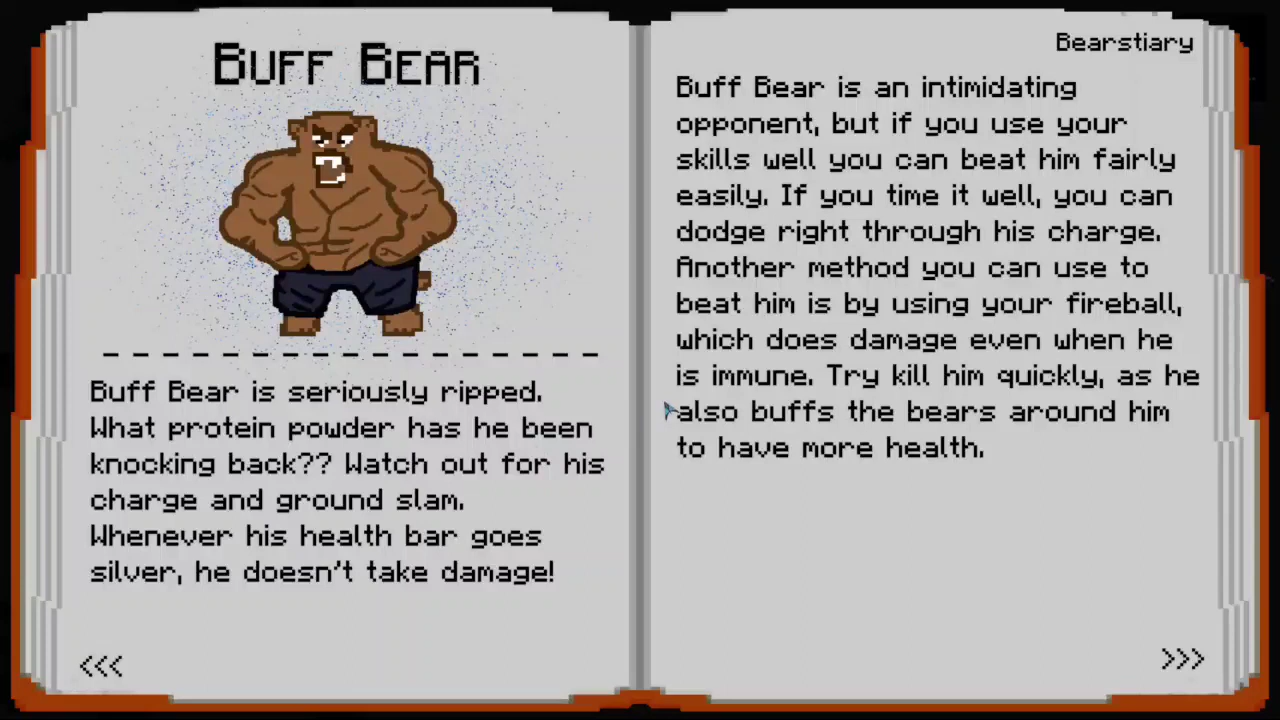 Buff Bear
Buff Bear is seriously ripped.
What protein powder has he been
knocking back?? Watch out for his
charge and ground slam.
Whenever his health bar goes
silver, he doesn't take damage!
<<<
Bearstiary
Buff Bear is an intimidating
opponent, but if you use your
skills well you can beat him fairly
easily. If you time it well, you can
dodge right through his charge.
Another method you can use to
beat him is by using your fireball,
which does damage even when he
is immune. Try kill him quickly, as he
also buffs the bears around him
to have more health.
>>>